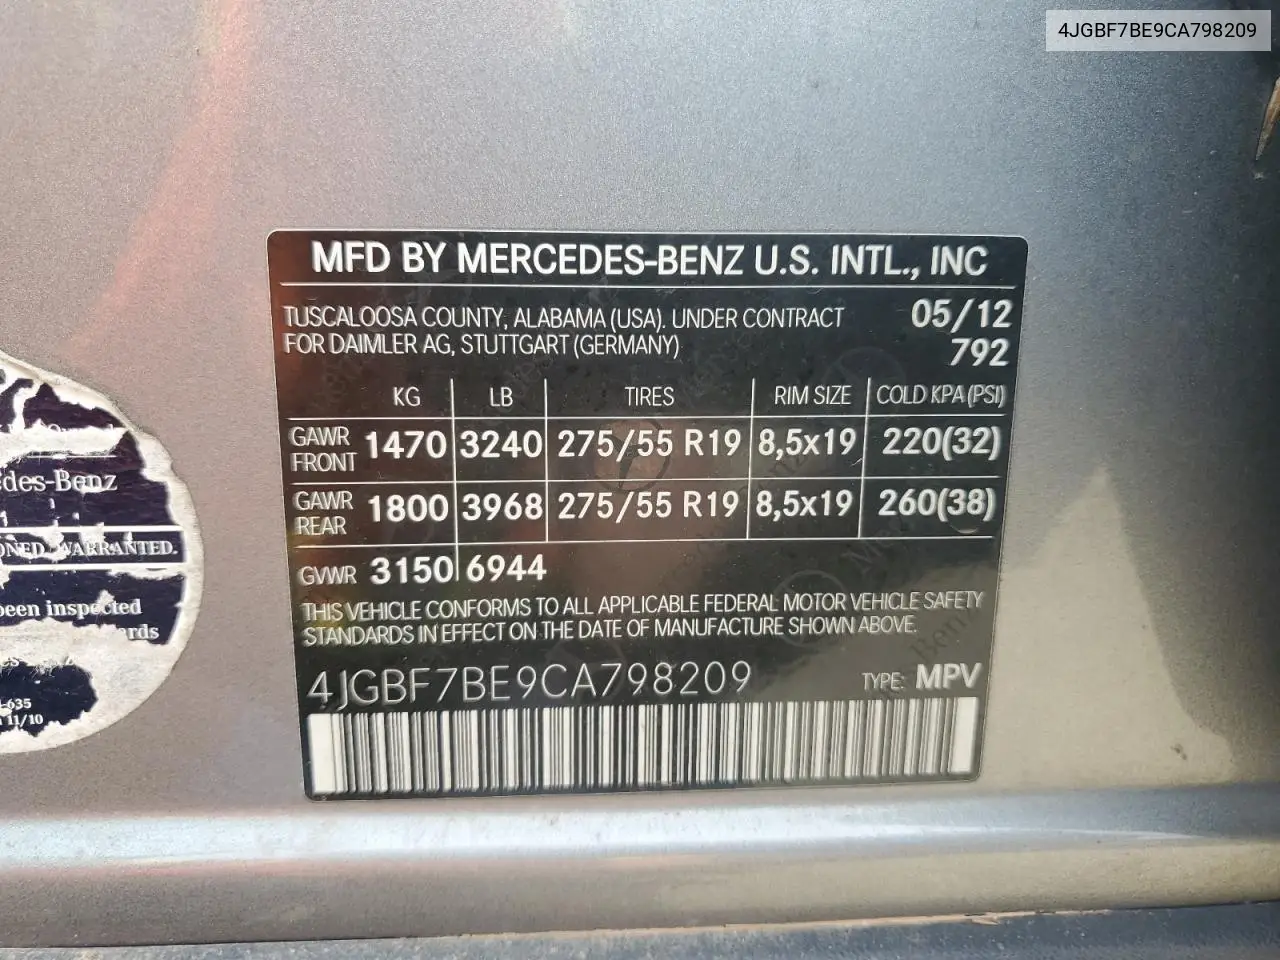 4JGBF7BE9CA798209
MFD BY MERCEDES-BENZ U.S. INTL., INC
TUSCALOOSA COUNTY, ALABAMA (USA). UNDER CONTRACT 05/12
FOR DAIMLER AG, STUTTGART (GERMANY) 792
KG LB TIRES RIM SIZE COLD KPA (PSI)
GAWR FRONT 1470 3240 275/55 R19 8,5x19 220(32)
GAWR REAR 1800 3968 275/55 R19 8,5x19 260(38)
GVWR 3150 6944
THIS VEHICLE CONFORMS TO ALL APPLICABLE FEDERAL MOTOR VEHICLE SAFETY
STANDARDS IN EFFECT ON THE DATE OF MANUFACTURE SHOWN ABOVE.
4JGBF7BE9CA798209 TYPE: MPV
des-Benz
ONED. WARRANTED.
been inspected
ards
-635
11/10